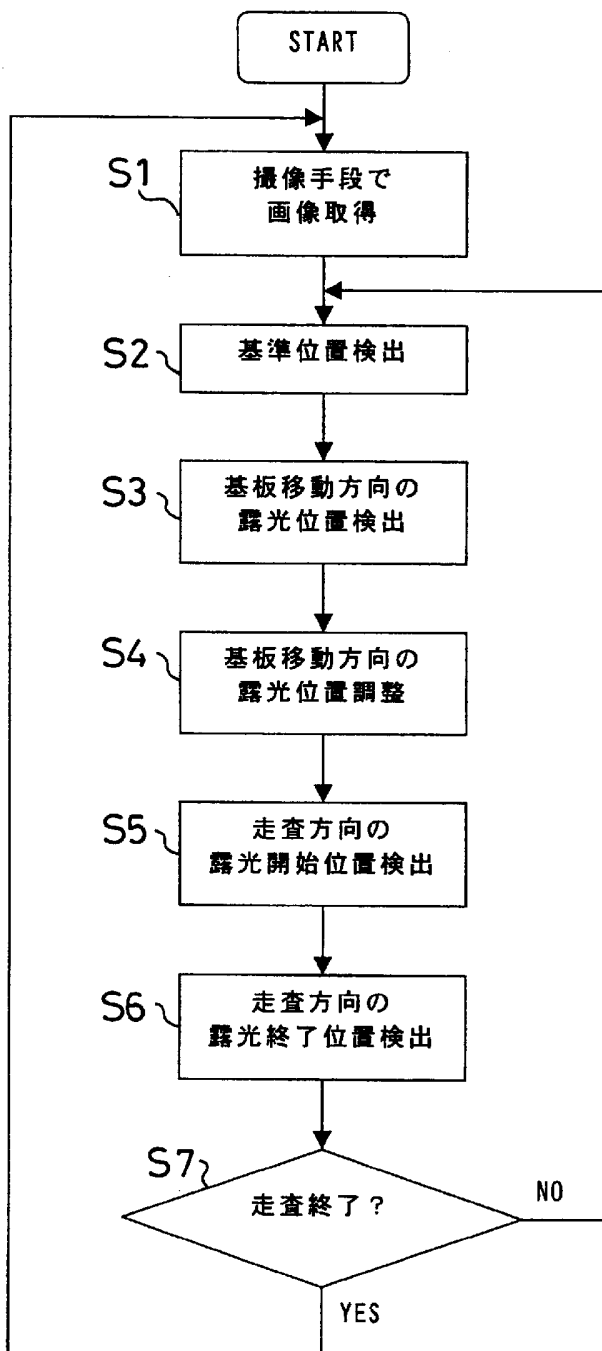 START
S1
撮像手段で
画像取得
S2
基準位置検出
S3
基板移動方向の
露光位置検出
S4
基板移動方向の
露光位置調整
S5
走査方向の
露光開始位置検出
S6
走査方向の
露光終了位置検出
S7
走査終了?
NO
YES